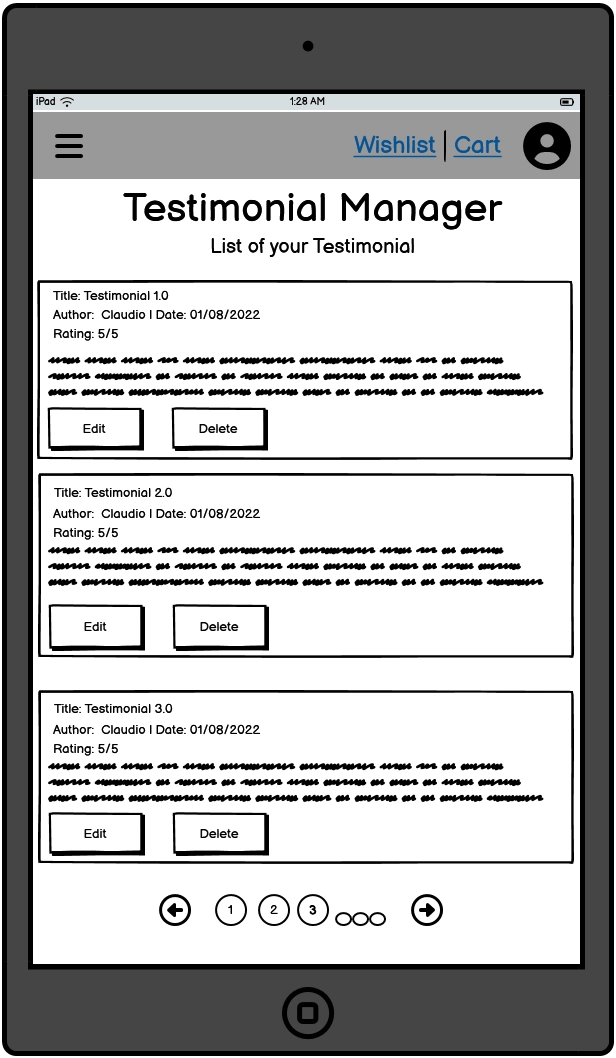 iPad 1:28 AM
Wishlist | Cart
Testimonial Manager
List of your Testimonial
Title: Testimonial 1.0
Author: Claudio | Date: 01/08/2022
Rating: 5/5
Edit Delete
Title: Testimonial 2.0
Author: Claudio | Date: 01/08/2022
Rating: 5/5
Edit Delete
Title: Testimonial 3.0
Author: Claudio | Date: 01/08/2022
Rating: 5/5
Edit Delete
1 2 3